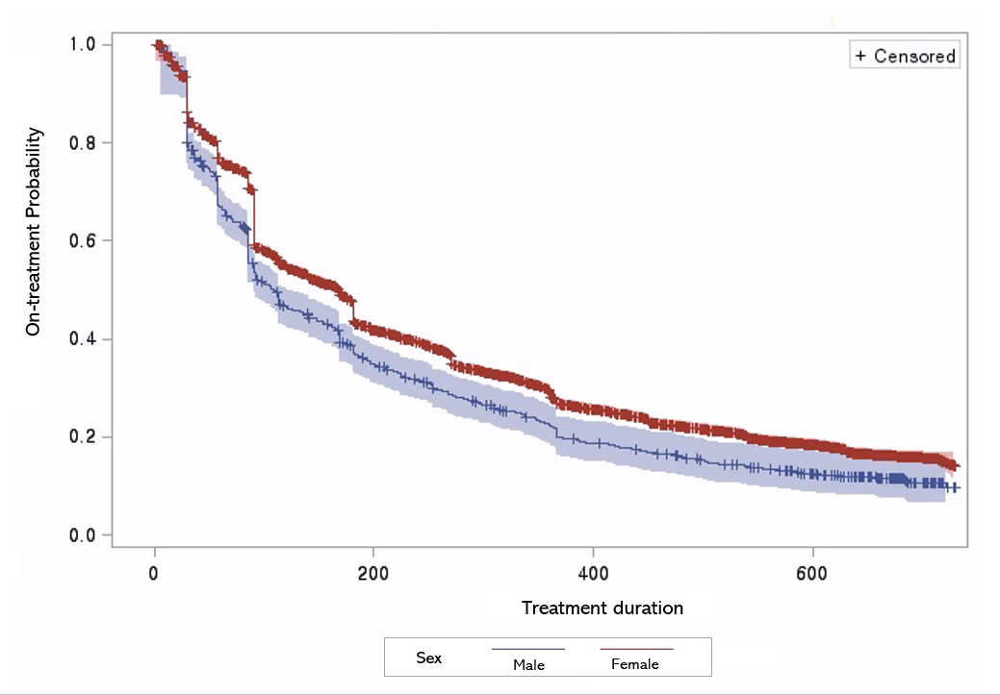 1.0
+ Censored
0.8
On-treatment Probability
0.6
0.4
0.2
0.0
0 200 400 600
Treatment duration
Sex Male Female